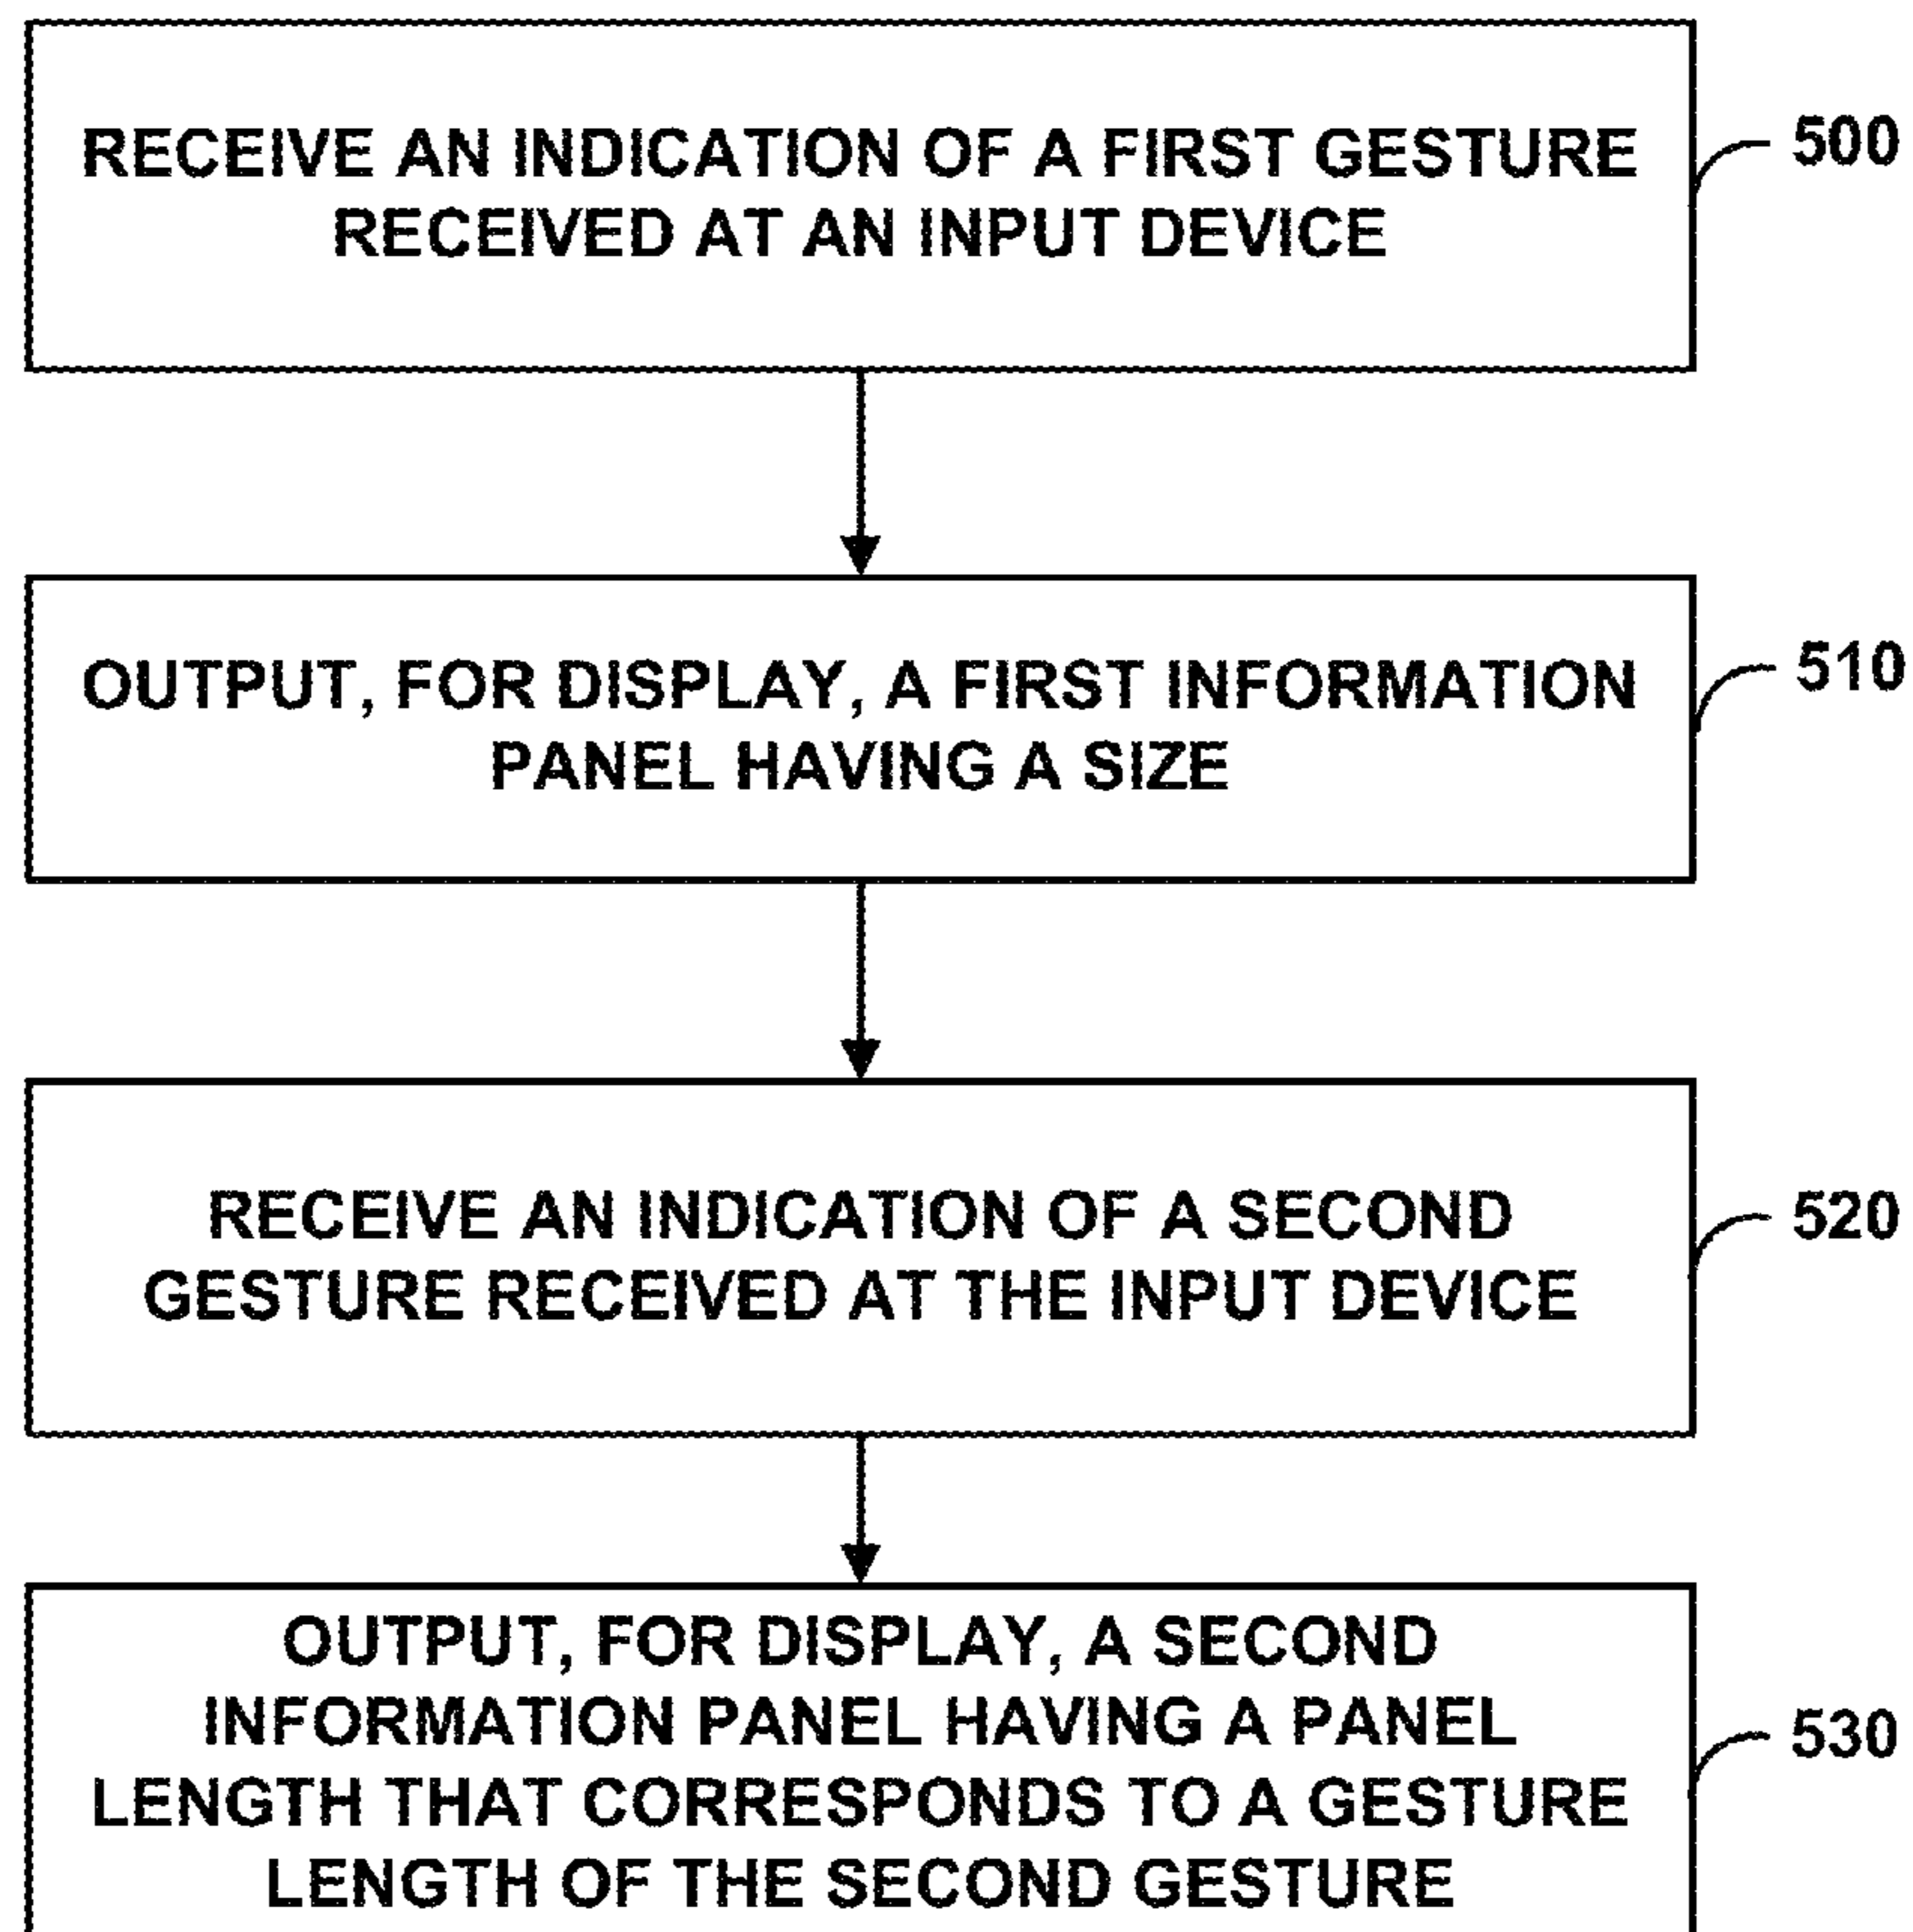 RECEIVE AN INDICATION OF A FIRST GESTURE
RECEIVED AT AN INPUT DEVICE
500
OUTPUT, FOR DISPLAY, A FIRST INFORMATION
PANEL HAVING A SIZE
510
RECEIVE AN INDICATION OF A SECOND
GESTURE RECEIVED AT THE INPUT DEVICE
520
OUTPUT, FOR DISPLAY, A SECOND
INFORMATION PANEL HAVING A PANEL
LENGTH THAT CORRESPONDS TO A GESTURE
LENGTH OF THE SECOND GESTURE
530